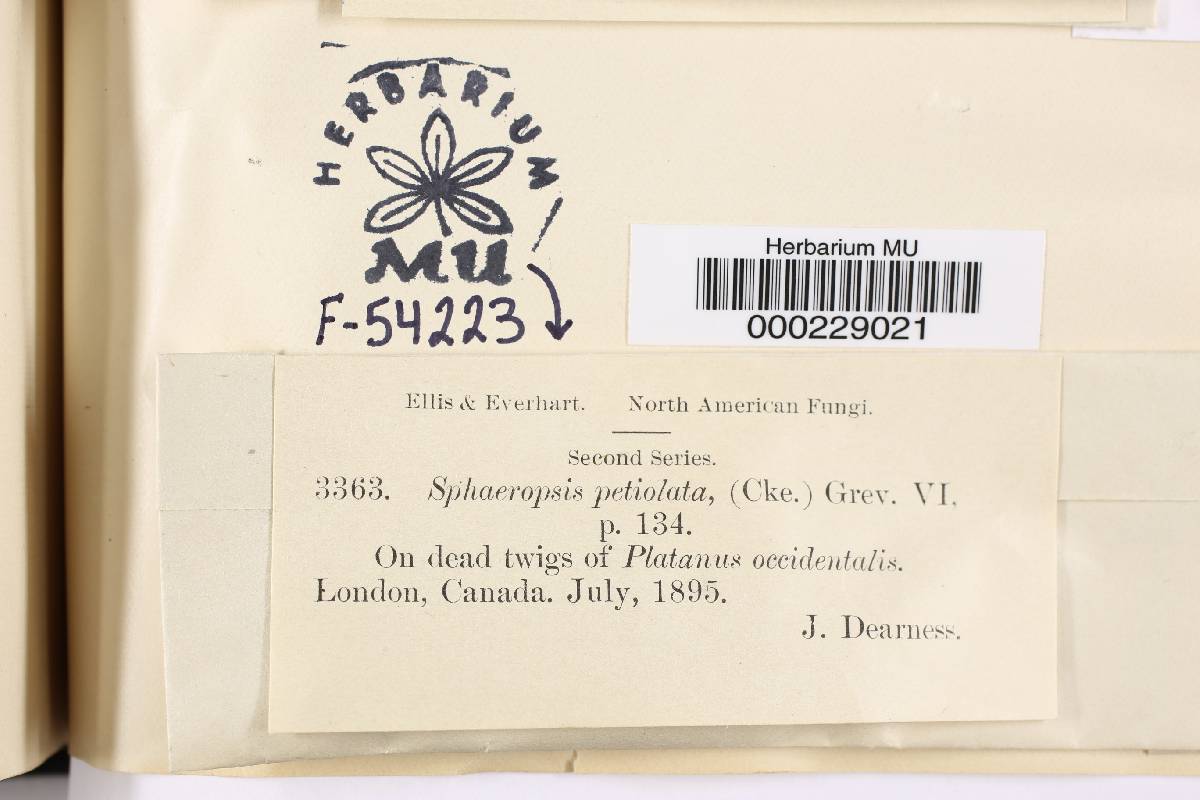 HERBARIUM
MU
F-54223
Herbarium MU
000229021
Ellis & Everhart. North American Fungi.
Second Series.
3363. Sphaeropsis petiolata, (Cke.) Grev. VI,
p. 134.
On dead twigs of Platanus occidentalis.
London, Canada. July, 1895.
J. Dearness.